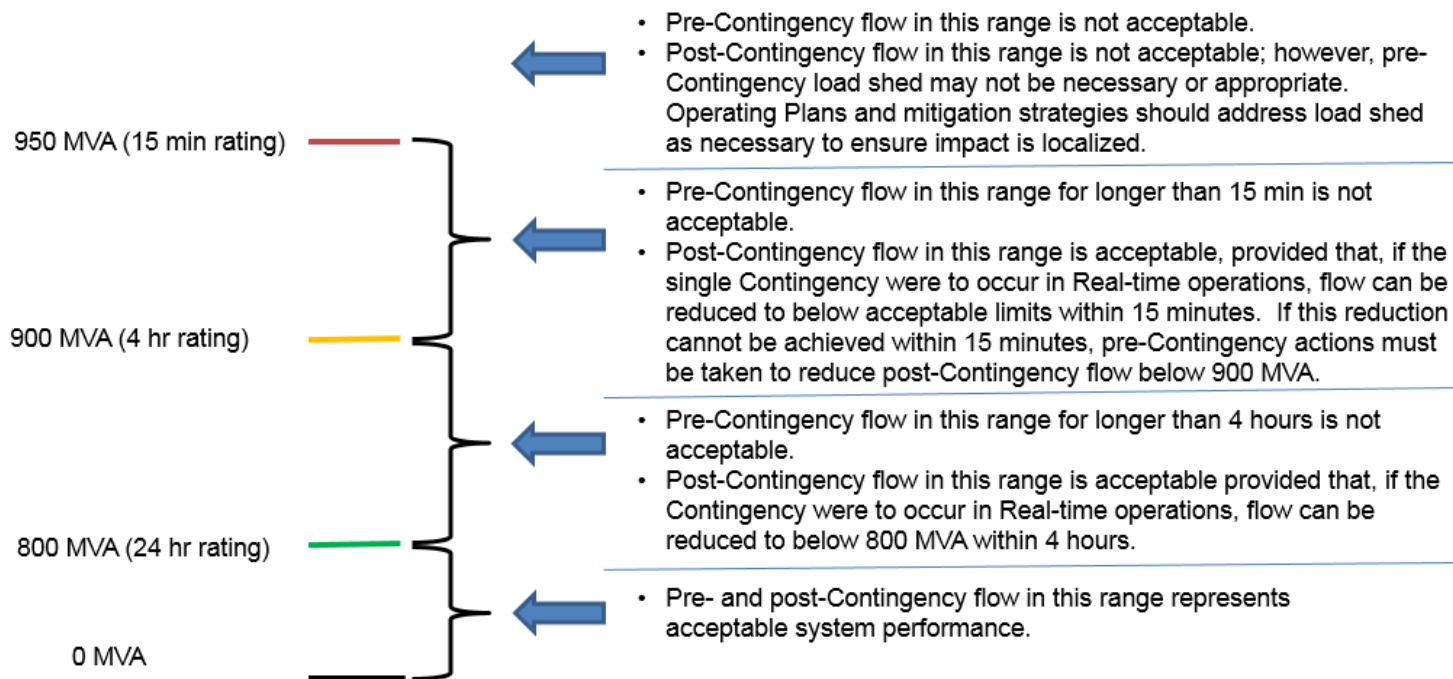 • Pre-Contingency flow in this range is not acceptable.
• Post-Contingency flow in this range is not acceptable; however, pre-
Contingency load shed may not be necessary or appropriate.
Operating Plans and mitigation strategies should address load shed
as necessary to ensure impact is localized.
950 MVA (15 min rating)
• Pre-Contingency flow in this range for longer than 15 min is not
acceptable.
• Post-Contingency flow in this range is acceptable, provided that, if the
single Contingency were to occur in Real-time operations, flow can be
reduced to below acceptable limits within 15 minutes.  If this reduction
cannot be achieved within 15 minutes, pre-Contingency actions must
be taken to reduce post-Contingency flow below 900 MVA.
900 MVA (4 hr rating)
• Pre-Contingency flow in this range for longer than 4 hours is not
acceptable.
• Post-Contingency flow in this range is acceptable provided that, if the
Contingency were to occur in Real-time operations, flow can be
reduced to below 800 MVA within 4 hours.
800 MVA (24 hr rating)
• Pre- and post-Contingency flow in this range represents
acceptable system performance.
0 MVA